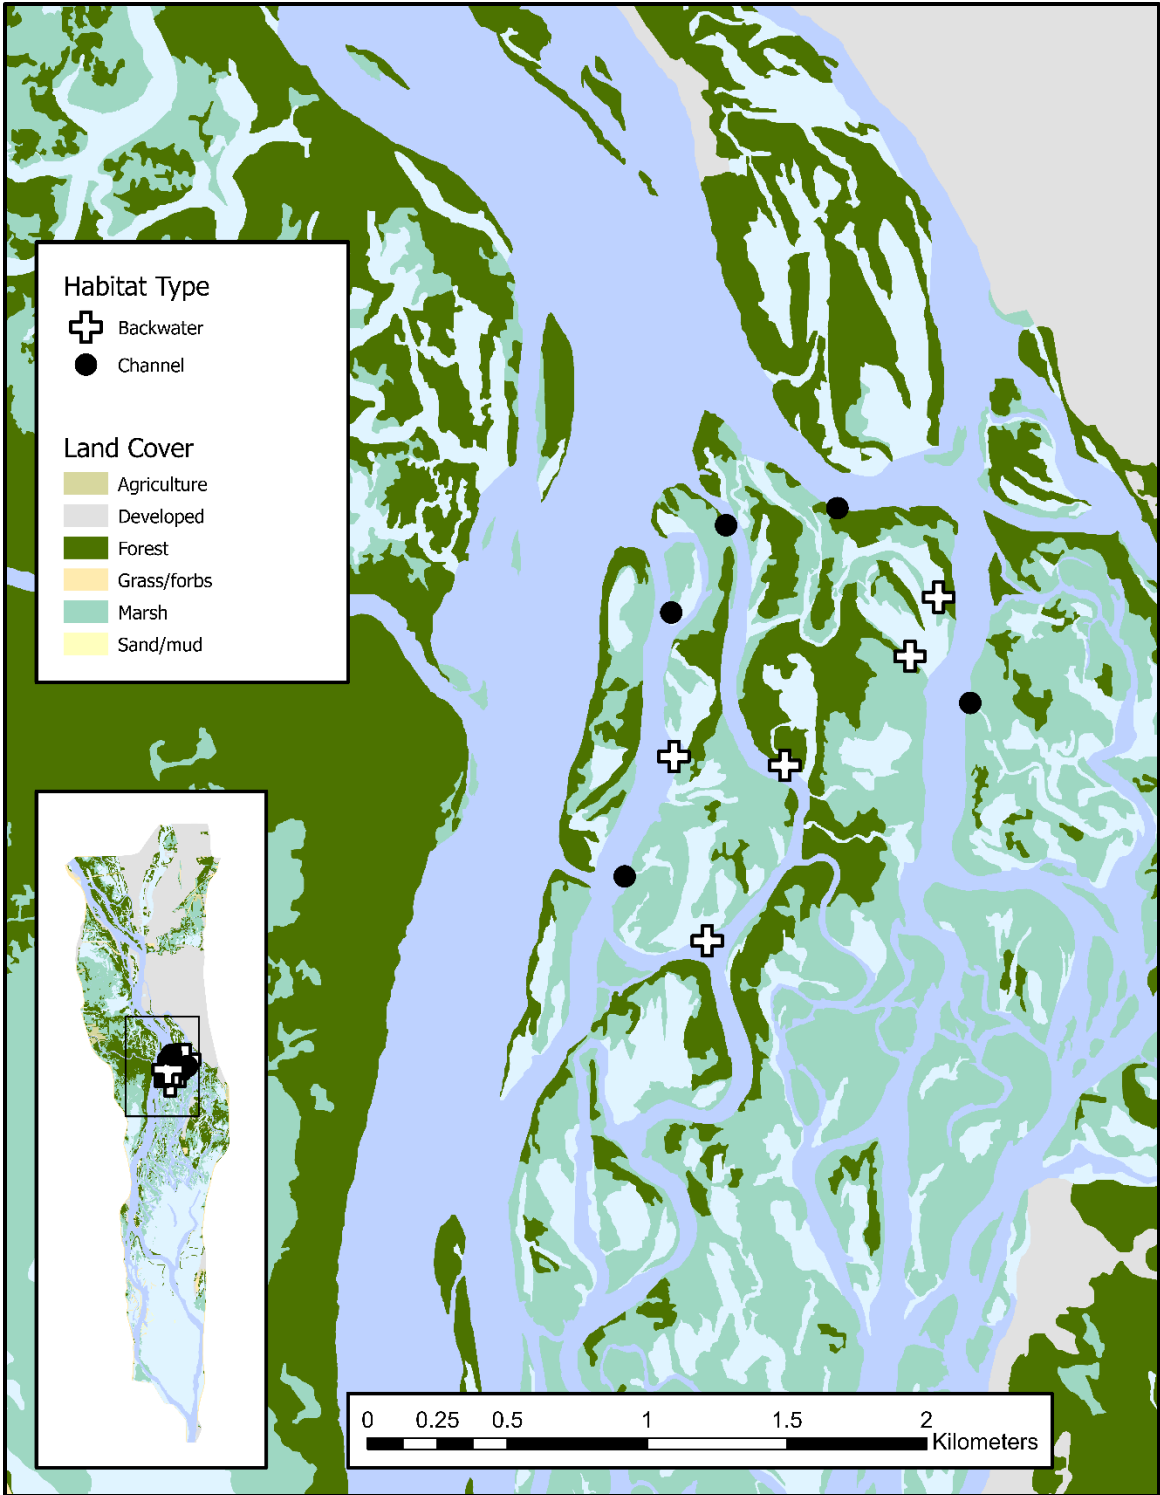 Habitat Type
Backwater
Channel
Land Cover
Agriculture
Developed
Forest
Grass/forbs
Marsh
Sand/mud
0 0.25 0.5 1 1.5 2
Kilometers